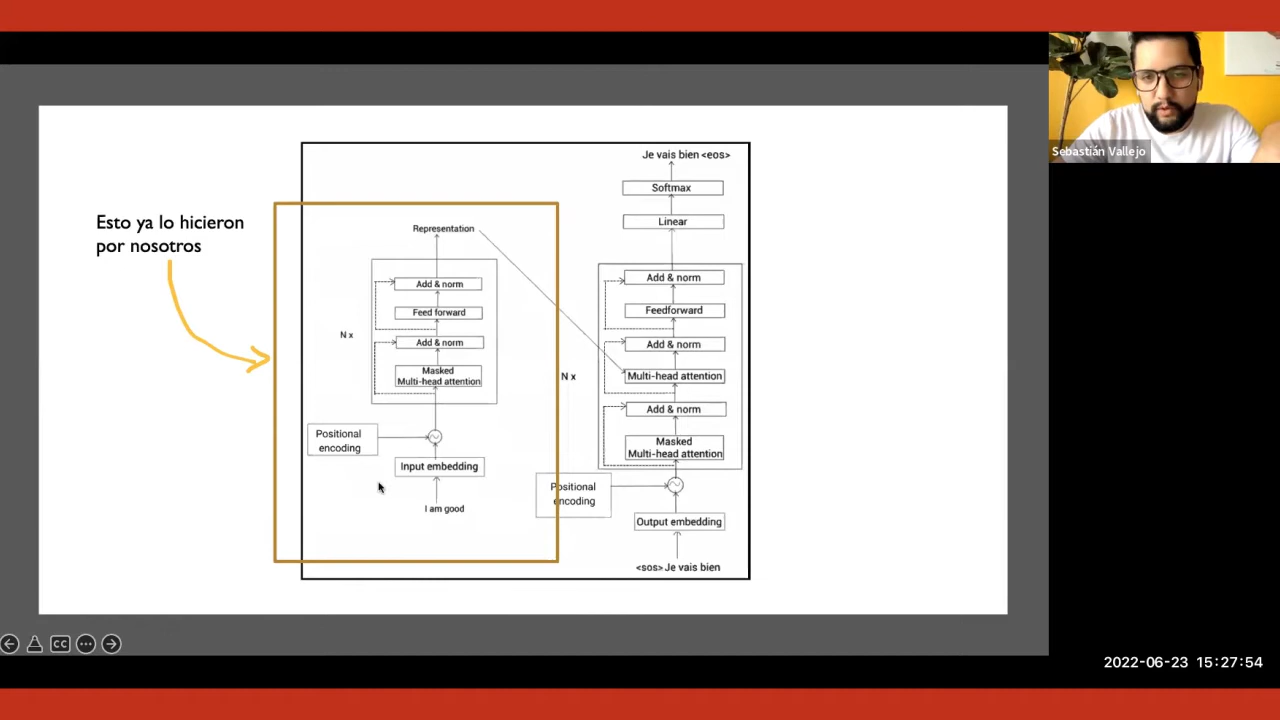 Sebastián Vallejo
Esto ya lo hicieron
por nosotros
Representation
Add & norm
Feed forward
N x
Add & norm
Masked
Multi-head attention
Positional
encoding
Input embedding
I am good
Je vais bien <eos>
Softmax
Linear
Add & norm
Feedforward
Add & norm
N x
Multi-head attention
Add & norm
Masked
Multi-head attention
Positional
encoding
Output embedding
<sos> Je vais bien
CC
2022-06-23 15:27:54